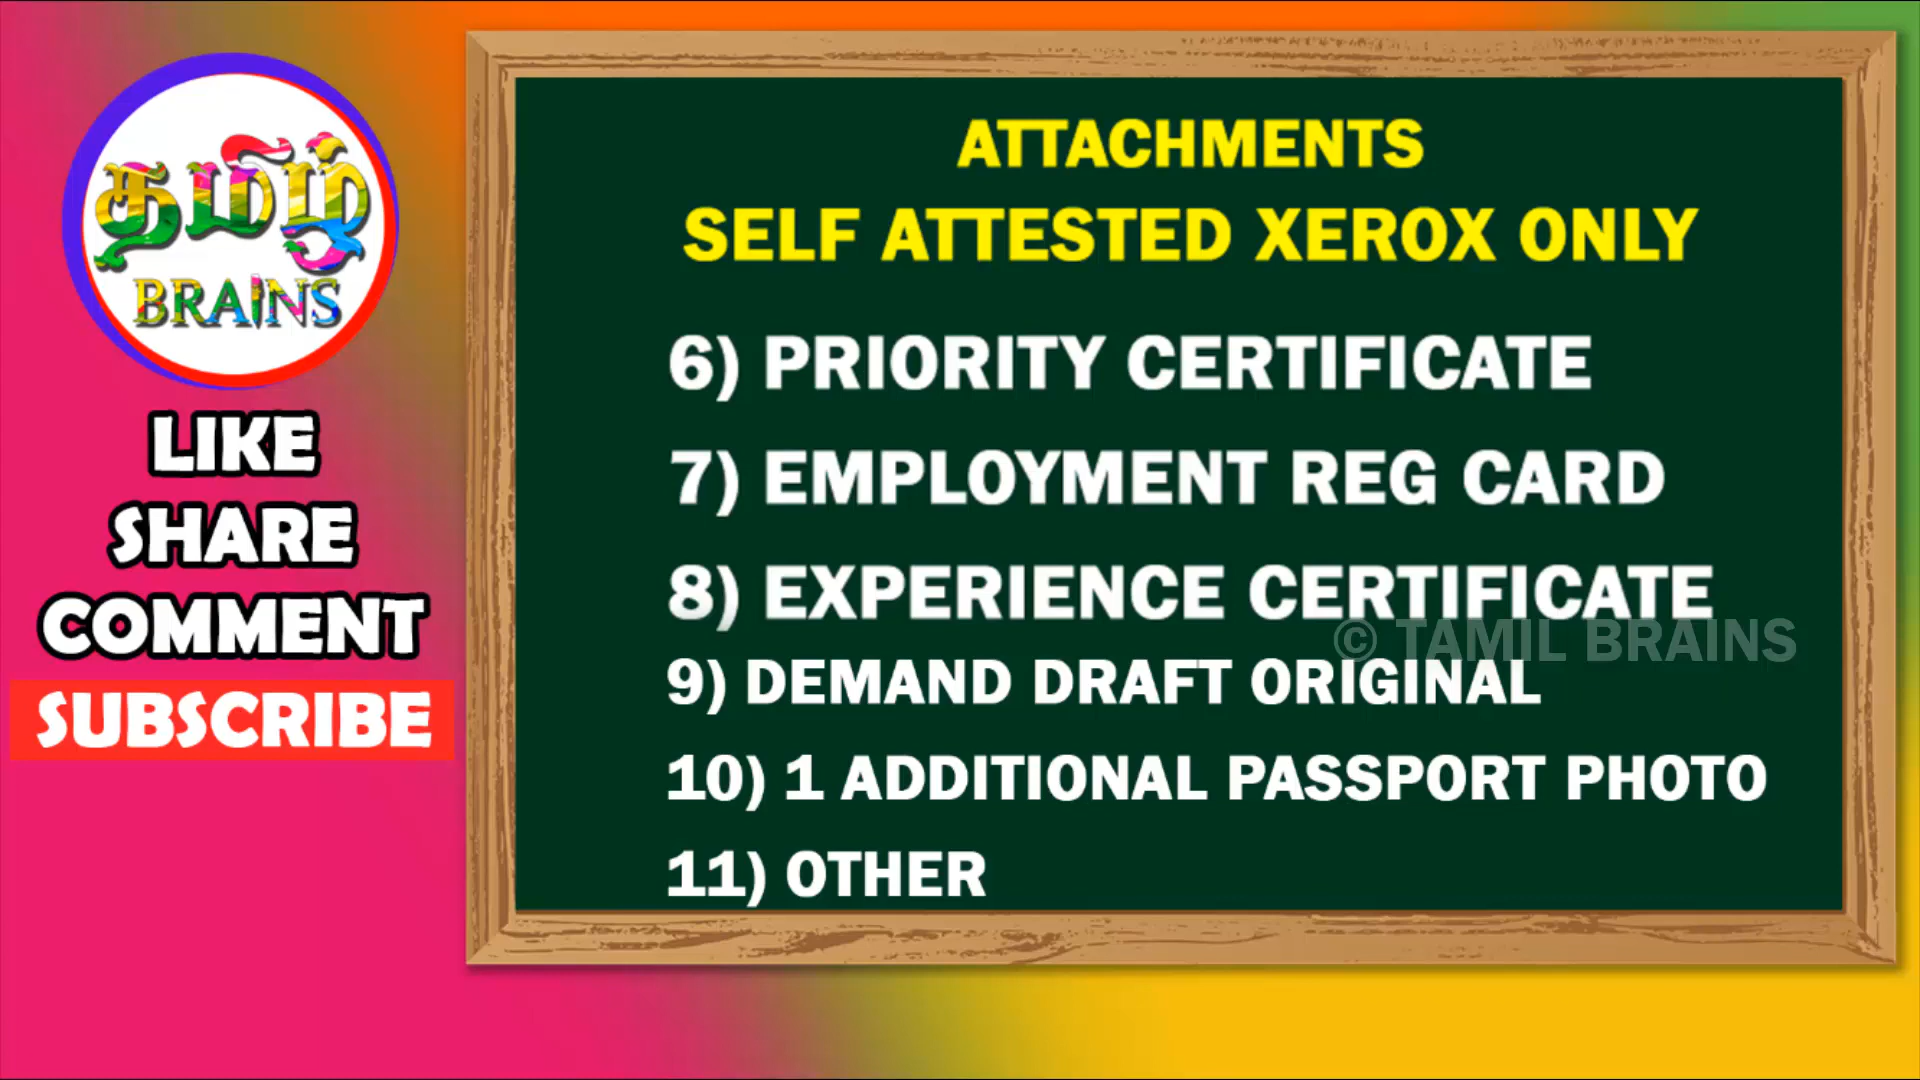 தமிழ்
BRAINS
LIKE
SHARE
COMMENT
SUBSCRIBE
ATTACHMENTS
SELF ATTESTED XEROX ONLY
6) PRIORITY CERTIFICATE
7) EMPLOYMENT REG CARD
8) EXPERIENCE CERTIFICATE
© TAMIL BRAINS
9) DEMAND DRAFT ORIGINAL
10) 1 ADDITIONAL PASSPORT PHOTO
11) OTHER